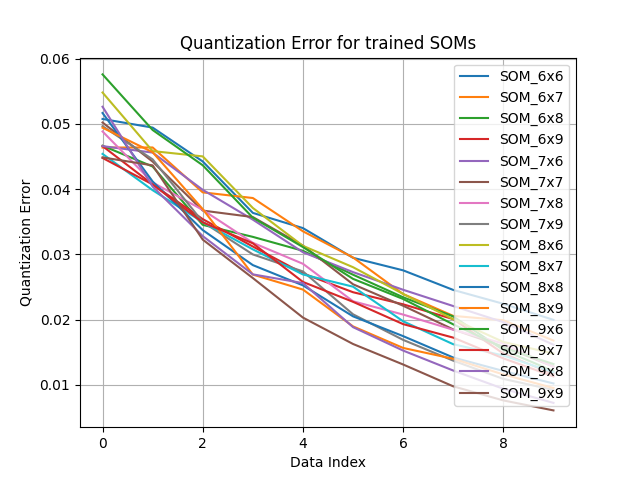 Quantization Error for trained SOMs
0.06
0.05
0.04
0.03
0.02
0.01
Quantization Error
0
2
4
6
8
Data Index
SOM_6x6
SOM_6x7
SOM_6x8
SOM_6x9
SOM_7x6
SOM_7x7
SOM_7x8
SOM_7x9
SOM_8x6
SOM_8x7
SOM_8x8
SOM_8x9
SOM_9x6
SOM_9x7
SOM_9x8
SOM_9x9